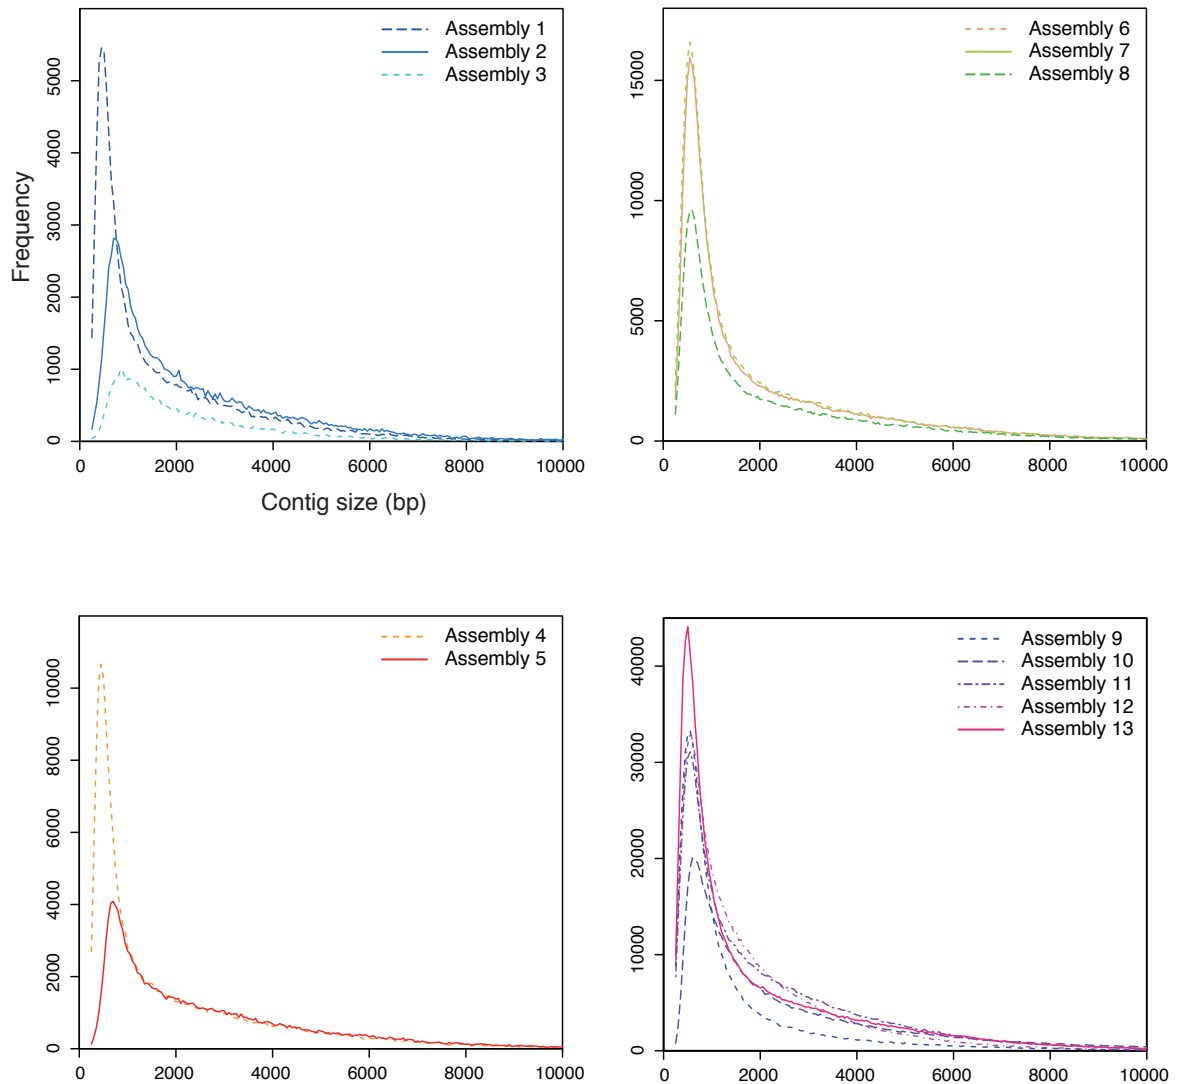 Assembly 1
Assembly 2
Assembly 3
Frequency
5000
4000
3000
2000
1000
0
0 2000 4000 6000 8000 10000
Contig size (bp)
Assembly 6
Assembly 7
Assembly 8
15000
10000
5000
0
0 2000 4000 6000 8000 10000
Assembly 4
Assembly 5
10000
8000
6000
4000
2000
0
0 2000 4000 6000 8000 10000
Assembly 9
Assembly 10
Assembly 11
Assembly 12
Assembly 13
40000
30000
20000
10000
0
0 2000 4000 6000 8000 10000